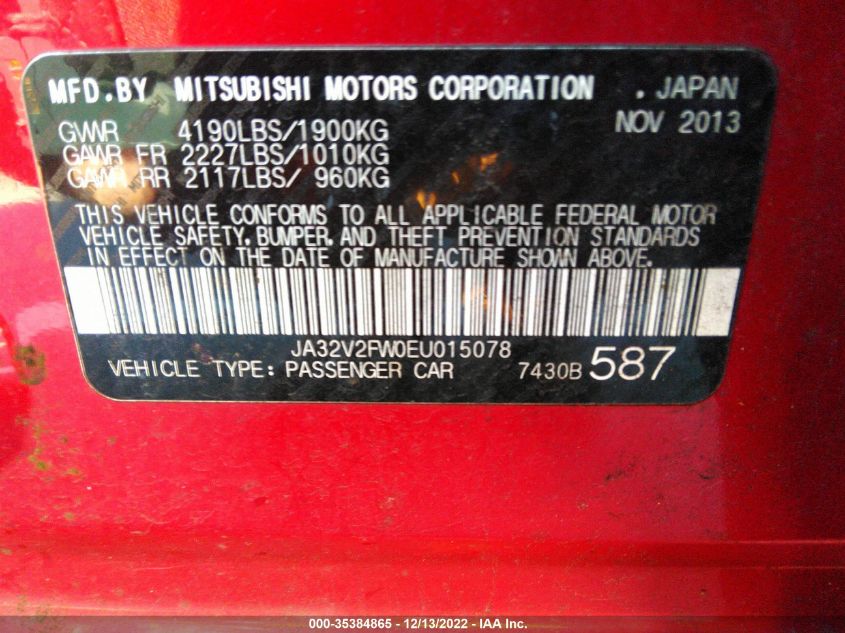 MFD.BY MITSUBISHI MOTORS CORPORATION . JAPAN
GVWR 4190LBS/1900KG NOV 2013
GAWR FR 2227LBS/1010KG
GAWR RR 2117LBS/ 960KG
THIS VEHICLE CONFORMS TO ALL APPLICABLE FEDERAL MOTOR
VEHICLE SAFETY, BUMPER, AND THEFT PREVENTION STANDARDS
IN EFFECT ON THE DATE OF MANUFACTURE SHOWN ABOVE.
JA32V2FW0EU015078
VEHICLE TYPE: PASSENGER CAR 7430B 587
000-35384865 - 12/13/2022 - IAA Inc.